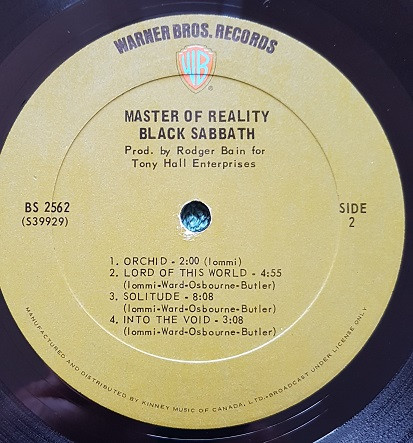 WARNER BROS. RECORDS
WB
®
MASTER OF REALITY
BLACK SABBATH
Prod. by Rodger Bain for
Tony Hall Enterprises
BS 2562
(S39929)
SIDE
2
1. ORCHID - 2:00 (Iommi)
2. LORD OF THIS WORLD - 4:55
(Iommi-Ward-Osbourne-Butler)
3. SOLITUDE - 8:08
(Iommi-Ward-Osbourne-Butler)
4. INTO THE VOID - 3:08
(Iommi-Ward-Osbourne-Butler)
MANUFACTURED AND DISTRIBUTED BY KINNEY MUSIC OF CANADA, LTD.•BROADCAST UNDER LICENSE ONLY.